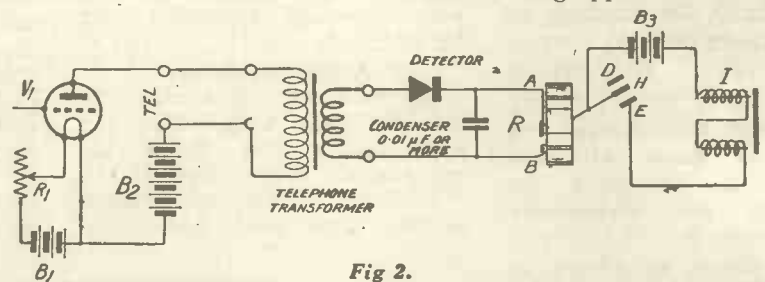 B3
DETECTOR
V1
TEL
A
D
H
E
I
R
CONDENSER
0.01 µF OR
MORE
B
R1
B2
TELEPHONE
TRANSFORMER
B1
Fig 2.